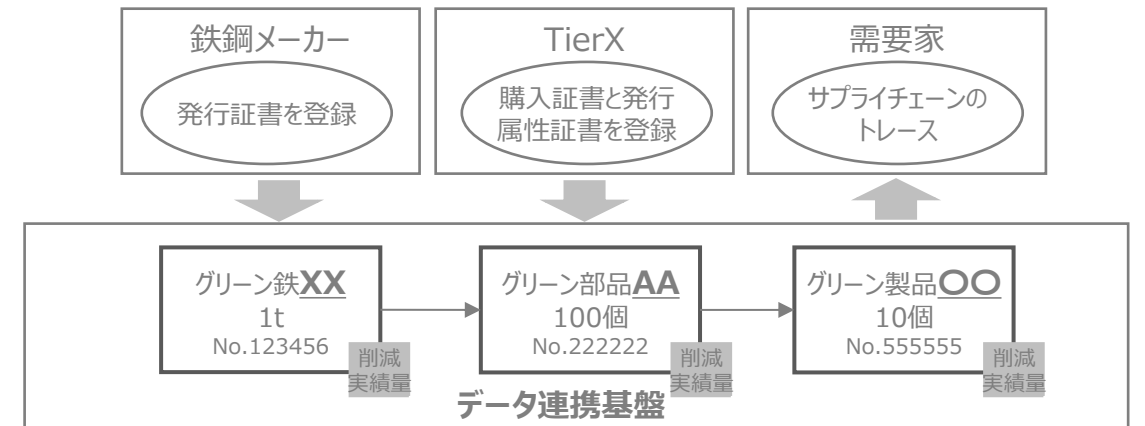 鉄鋼メーカー
発行証書を登録
TierX
購入証書と発行
属性証書を登録
需要家
サプライチェーンの
トレース
グリーン鉄XX
1t
No.123456
削減
実績量
グリーン部品AA
100個
No.222222
削減
実績量
グリーン製品〇〇
10個
No.555555
削減
実績量
データ連携基盤